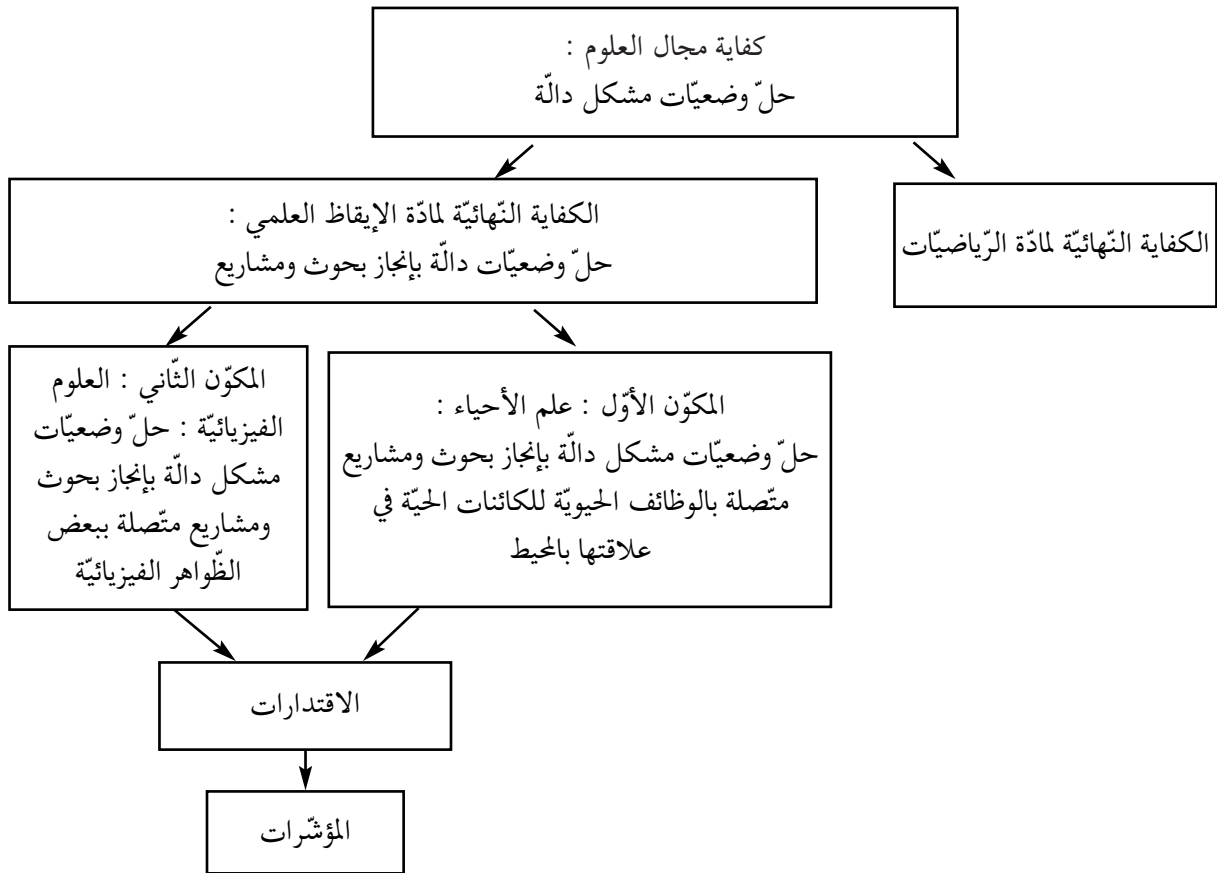 كفاية مجال العلوم :
حلّ وضعيّات مشكل دالّة
الكفاية النّهائيّة لمادّة الرّياضيّات
الكفاية النّهائيّة لمادّة الإيقاظ العلمي :
حلّ وضعيّات دالّة بإنجاز بحوث ومشاريع
المكوّن الأوّل : علم الأحياء :
حلّ وضعيّات مشكل دالّة بإنجاز بحوث ومشاريع
متّصلة بالوظائف الحيويّة للكائنات الحيّة في
علاقتها بالمحيط
المكوّن الثّاني : العلوم
الفيزيائيّة : حلّ وضعيّات
مشكل دالّة بإنجاز بحوث
ومشاريع متّصلة ببعض
الظّواهر الفيزيائيّة
الاقتدارات
المؤشّرات